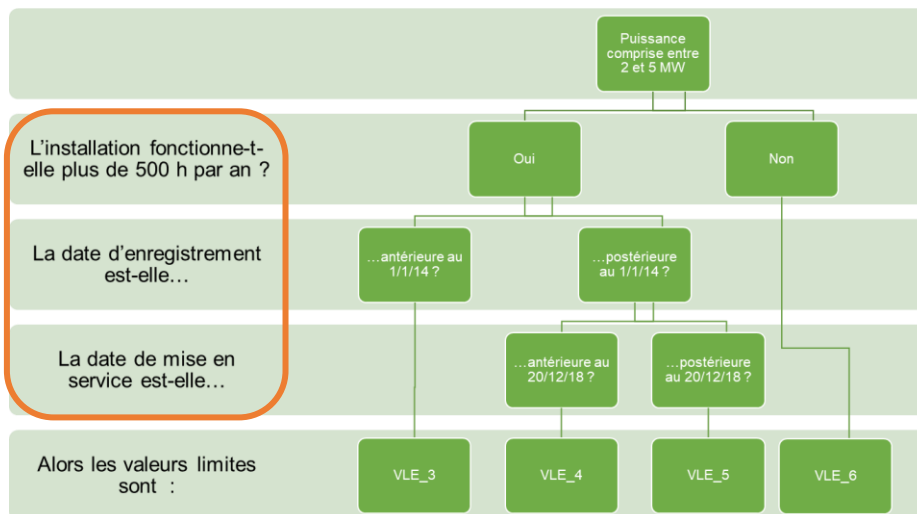 Puissance
comprise entre
2 et 5 MW
L’installation fonctionne-t-
elle plus de 500 h par an ?
Oui
Non
La date d’enregistrement
est-elle…
…antérieure au
1/1/14 ?
…postérieure
au 1/1/14 ?
La date de mise en
service est-elle…
…antérieure au
20/12/18 ?
…postérieure
au 20/12/18 ?
Alors les valeurs limites
sont :
VLE_3
VLE_4
VLE_5
VLE_6